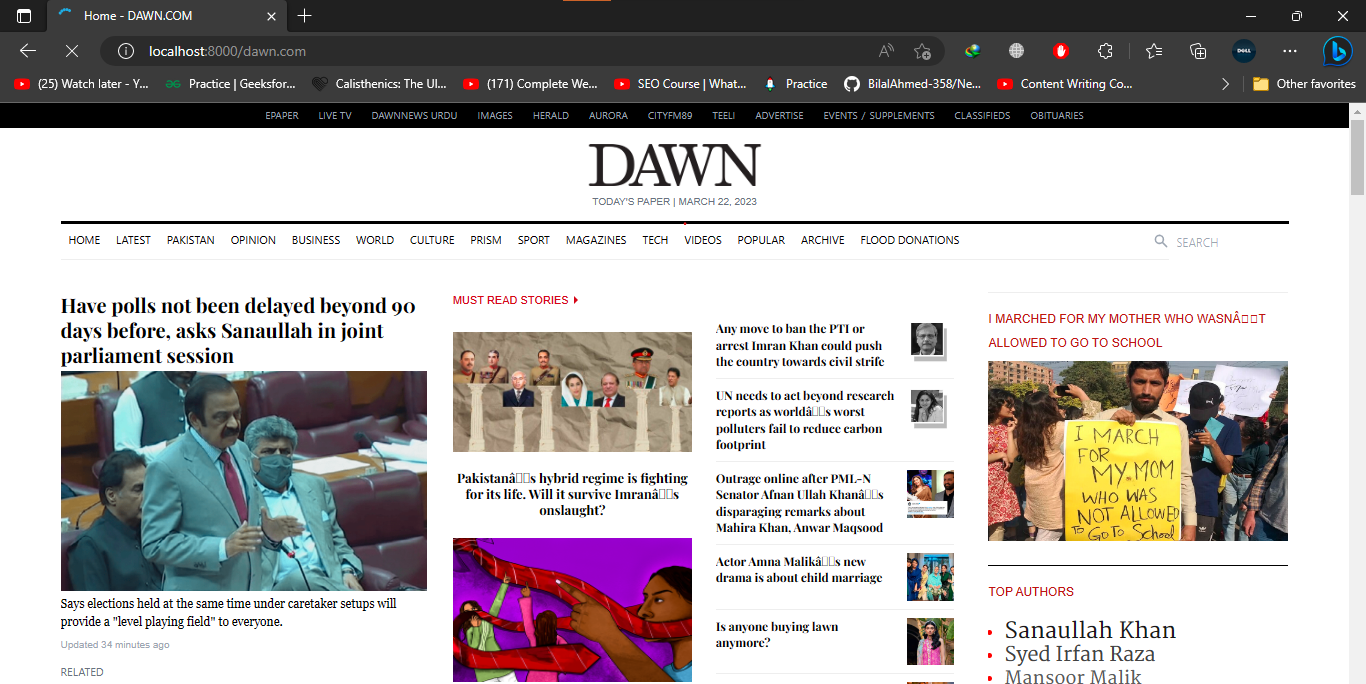 Home - DAWN.COM
localhost:8000/dawn.com
(25) Watch later - Y...
Practice | Geeksfor...
Calisthenics: The Ul...
(171) Complete We...
SEO Course | What...
Practice
BilalAhmed-358/Ne...
Content Writing Co...
Other favorites
EPAPER LIVE TV DAWNNEWS URDU IMAGES HERALD AURORA CITYFM89 TEELI ADVERTISE EVENTS / SUPPLEMENTS CLASSIFIEDS OBITUARIES
DAWN
TODAY'S PAPER | MARCH 22, 2023
HOME LATEST PAKISTAN OPINION BUSINESS WORLD CULTURE PRISM SPORT MAGAZINES TECH VIDEOS POPULAR ARCHIVE FLOOD DONATIONS
SEARCH
Have polls not been delayed beyond 90
days before, asks Sanaullah in joint
parliament session
Says elections held at the same time under caretaker setups will
provide a "level playing field" to everyone.
Updated 34 minutes ago
RELATED
MUST READ STORIES
Pakistanâ□□s hybrid regime is fighting
for its life. Will it survive Imranâ□□s
onslaught?
Any move to ban the PTI or
arrest Imran Khan could push
the country towards civil strife
UN needs to act beyond research
reports as worldâ□□s worst
polluters fail to reduce carbon
footprint
Outrage online after PML-N
Senator Afnan Ullah Khanâ□□s
disparaging remarks about
Mahira Khan, Anwar Maqsood
Actor Amna Malikâ□□s new
drama is about child marriage
Is anyone buying lawn
anymore?
I MARCHED FOR MY MOTHER WHO WASNÂ□□T
ALLOWED TO GO TO SCHOOL
I MARCH
FOR
MY MOM
WHO WAS
NOT ALLOWED
TO GO TO School
TOP AUTHORS
Sanaullah Khan
Syed Irfan Raza
Mansoor Malik